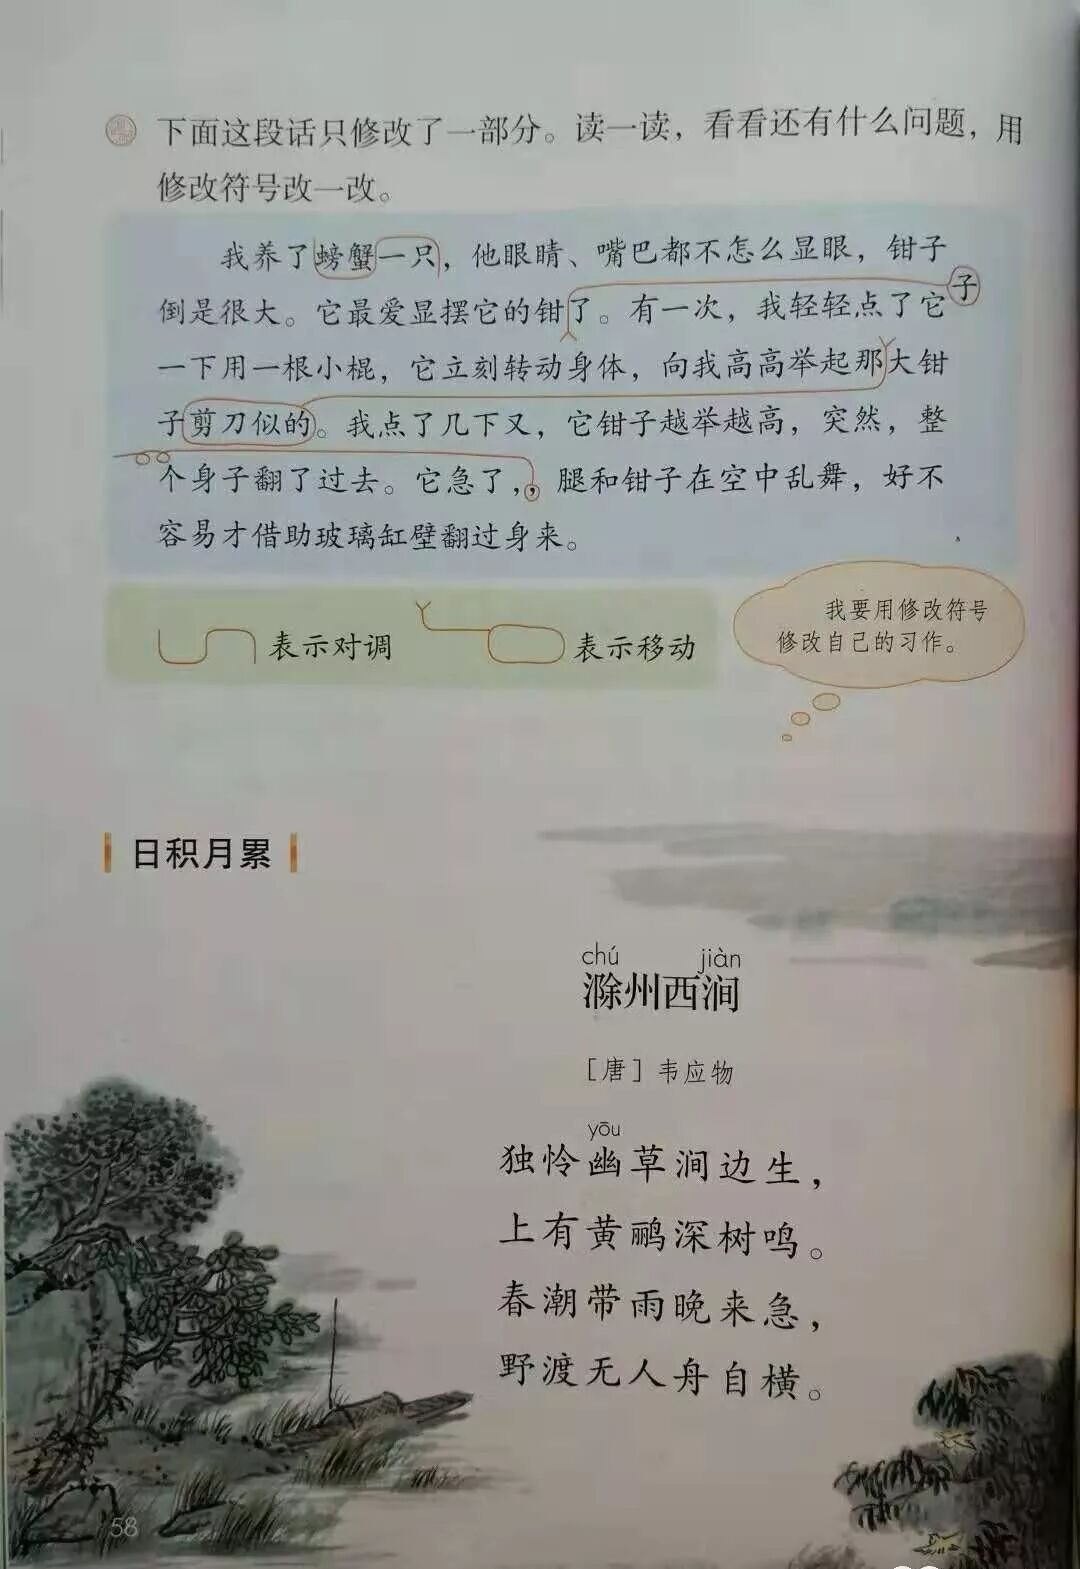 下面这段话只修改了一部分。读一读，看看还有什么问题，用
修改符号改一改。
我养了螃蟹一只，他眼睛、嘴巴都不怎么显眼，钳子
子
倒是很大。它最爱显摆它的钳了。有一次，我轻轻点了它
一下用一根小棍，它立刻转动身体，向我高高举起那大钳
子剪刀似的。我点了几下又，它钳子越举越高，突然，整
个身子翻了过去。它急了，，腿和钳子在空中乱舞，好不
容易才借助玻璃缸壁翻过身来。
表示对调 表示移动
我要用修改符号
修改自己的习作。
日积月累
chú jiàn
滁州西涧
［唐］韦应物
yōu
独怜幽草涧边生，
上有黄鹂深树鸣。
春潮带雨晚来急，
野渡无人舟自横。
58